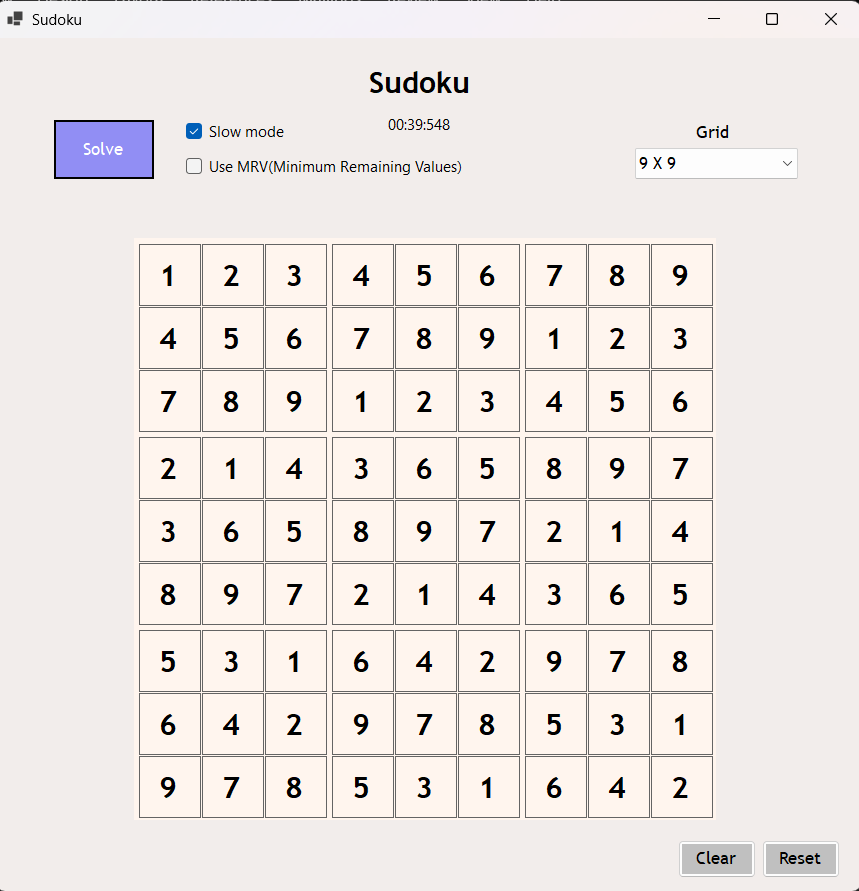 Sudoku
Sudoku
00:39:548
Solve
Slow mode
Use MRV(Minimum Remaining Values)
Grid
9 X 9
1 2 3 4 5 6 7 8 9
4 5 6 7 8 9 1 2 3
7 8 9 1 2 3 4 5 6
2 1 4 3 6 5 8 9 7
3 6 5 8 9 7 2 1 4
8 9 7 2 1 4 3 6 5
5 3 1 6 4 2 9 7 8
6 4 2 9 7 8 5 3 1
9 7 8 5 3 1 6 4 2
Clear Reset